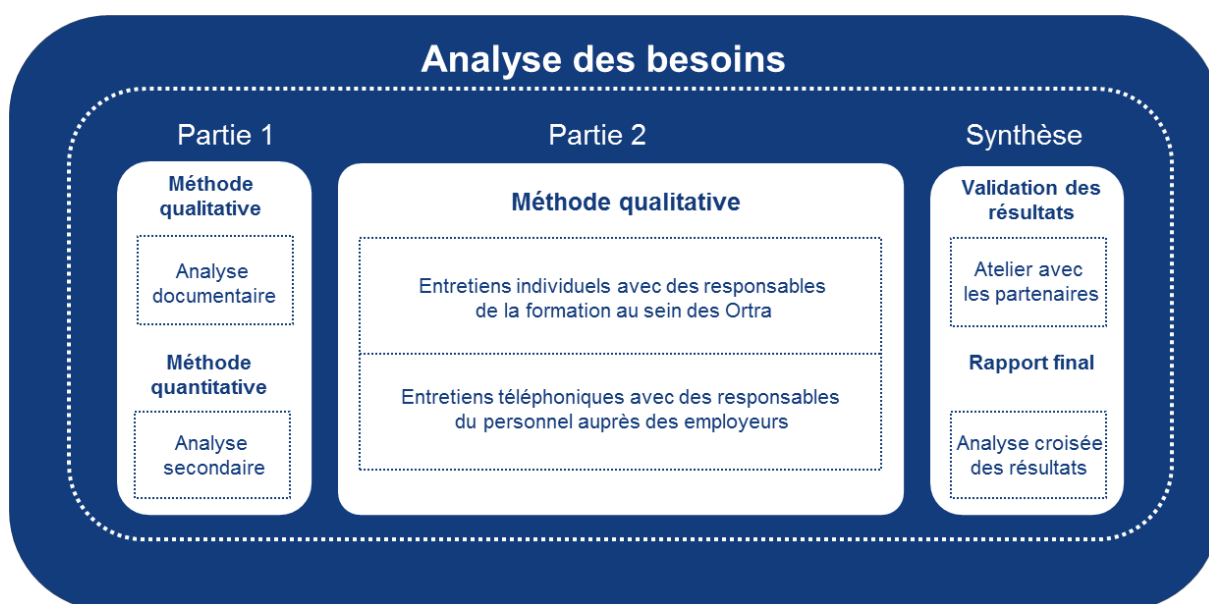 Analyse des besoins
Partie 1
Méthode
qualitative
Analyse
documentaire
Méthode
quantitative
Analyse
secondaire
Partie 2
Méthode qualitative
Entretiens individuels avec des responsables
de la formation au sein des Ortra
Entretiens téléphoniques avec des responsables
du personnel auprès des employeurs
Synthèse
Validation des
résultats
Atelier avec
les partenaires
Rapport final
Analyse croisée
des résultats